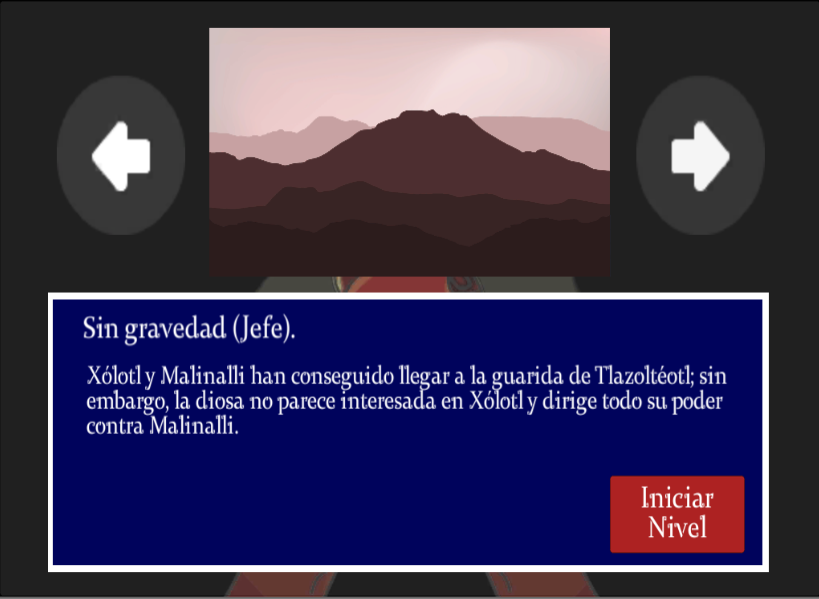 Sin gravedad (Jefe).
Xólotl y Malinalli han conseguido llegar a la guarida de Tlazoltéotl; sin
embargo, la diosa no parece interesada en Xólotl y dirige todo su poder
contra Malinalli.
Iniciar
Nivel